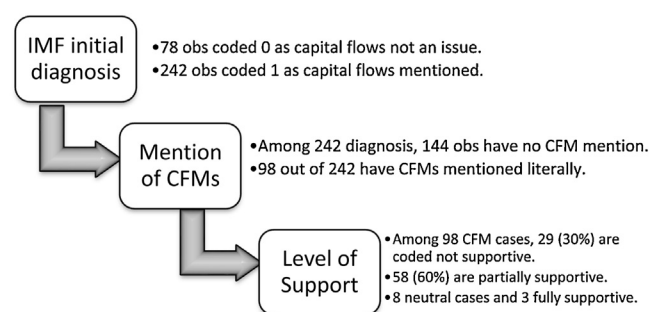 IMF initial
diagnosis
•78 obs coded 0 as capital flows not an issue.
•242 obs coded 1 as capital flows mentioned.
Mention
of CFMs
•Among 242 diagnosis, 144 obs have no CFM mention.
•98 out of 242 have CFMs mentioned literally.
Level of
Support
•Among 98 CFM cases, 29 (30%) are
coded not supportive.
•58 (60%) are partially supportive.
•8 neutral cases and 3 fully supportive.